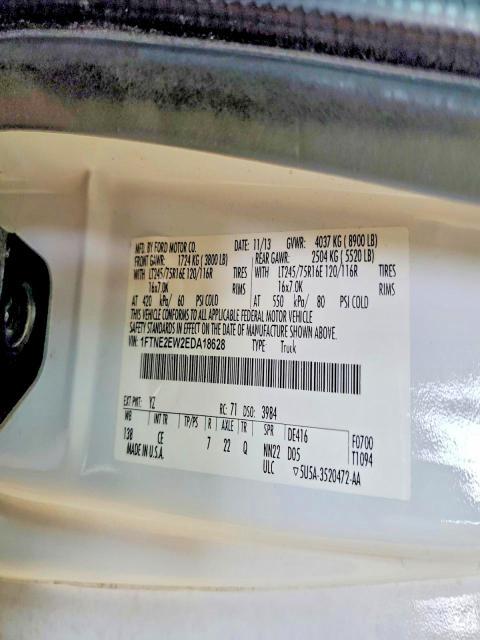 MFD. BY FORD MOTOR CO. DATE: 11/13 GVWR: 4037 KG ( 8900 LB)
FRONT GAWR: 1724 KG ( 3800 LB) REAR GAWR: 2504 KG ( 5520 LB)
WITH LT245/75R16E 120/116R TIRES WITH LT245/75R16E 120/116R TIRES
16x7.0K RIMS 16x7.0K RIMS
AT 420 kPa/ 60 PSI COLD AT 550 kPa/ 80 PSI COLD
THIS VEHICLE CONFORMS TO ALL APPLICABLE FEDERAL MOTOR VEHICLE
SAFETY STANDARDS IN EFFECT ON THE DATE OF MANUFACTURE SHOWN ABOVE.
VIN: 1FTNE2EW2EDA18628 TYPE: Truck
EXT PNT: YZ RC: 71 DSO: 3984
WB INT TR TP/PS R AXLE TR SPR DE416 F0700
138 CE 7 22 Q NN22 D05 T1094
MADE IN U.S.A. ULC ▽5U5A-3520472-AA